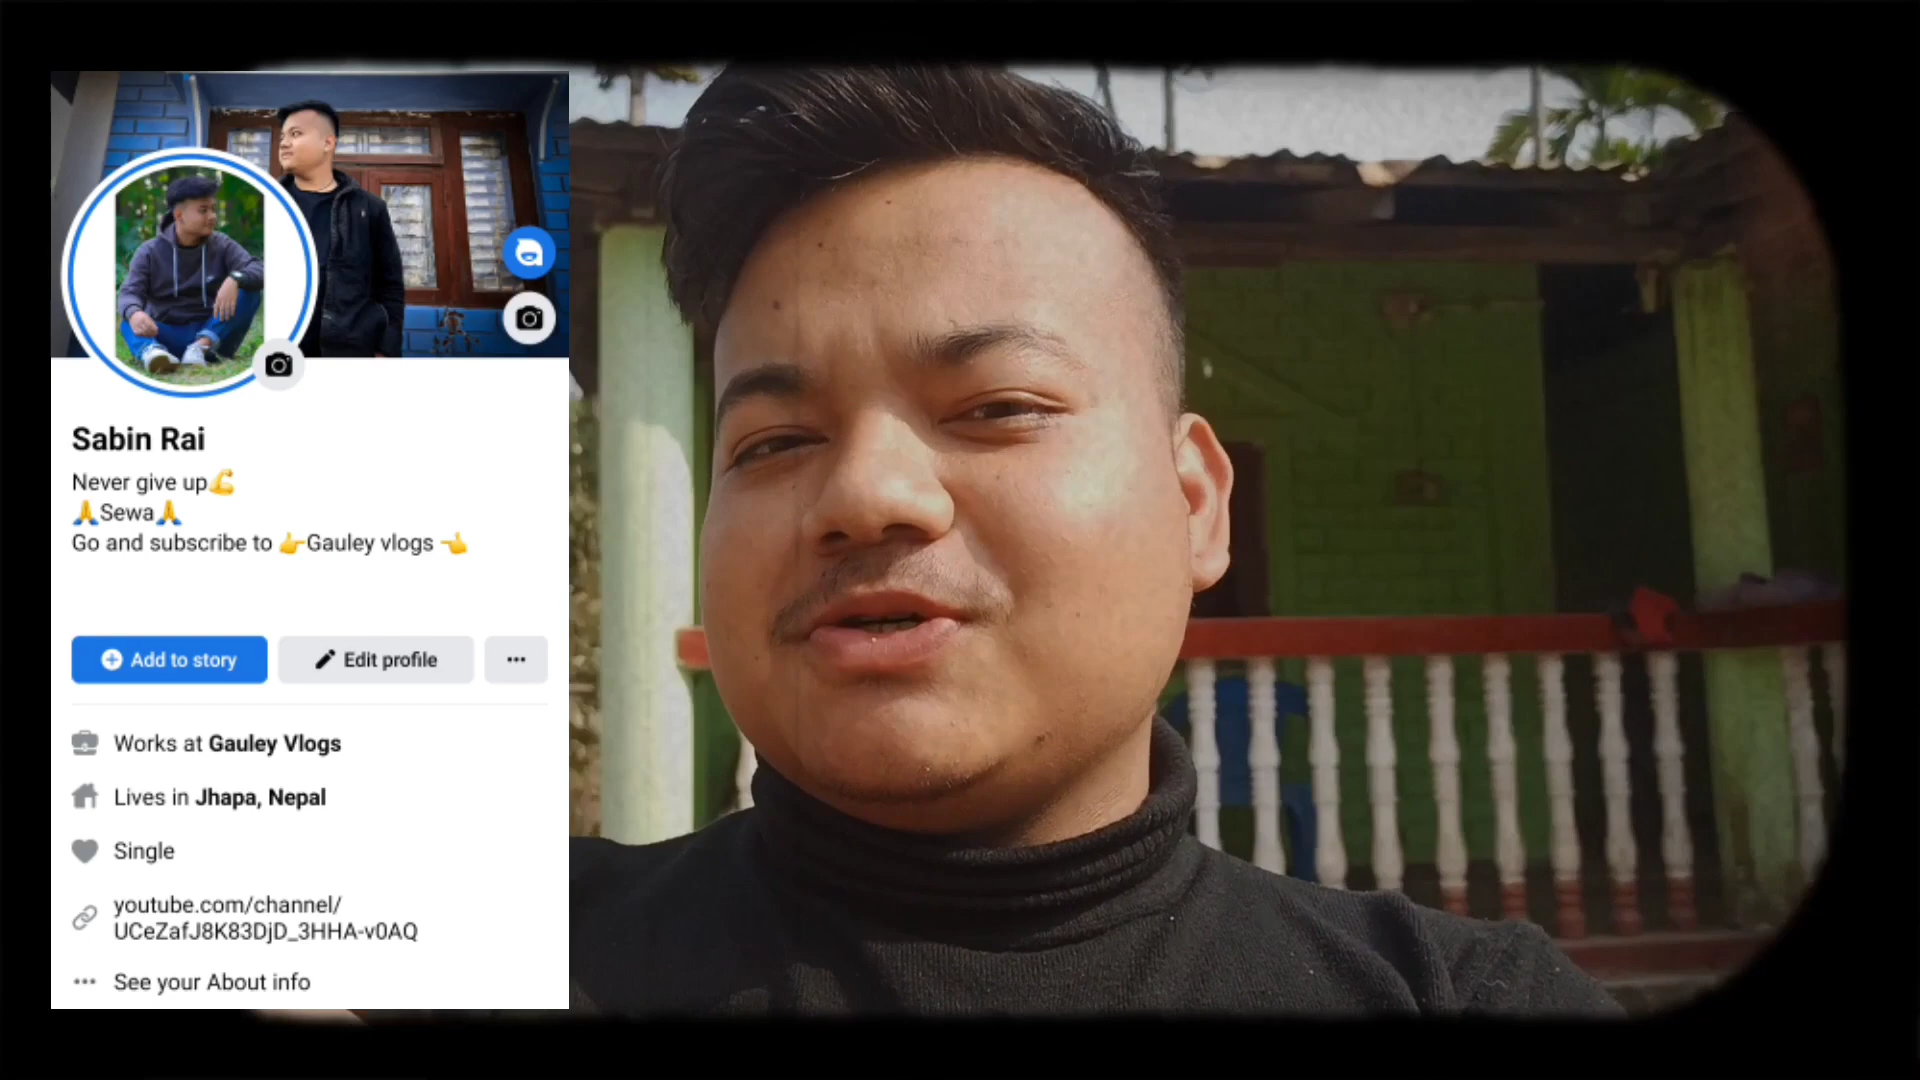 Sabin Rai
Never give up💪
🙏Sewa🙏
Go and subscribe to 👉Gauley vlogs 👈
Add to story
Edit profile
Works at Gauley Vlogs
Lives in Jhapa, Nepal
Single
youtube.com/channel/
UCeZafJ8K83DjD_3HHA-v0AQ
See your About info